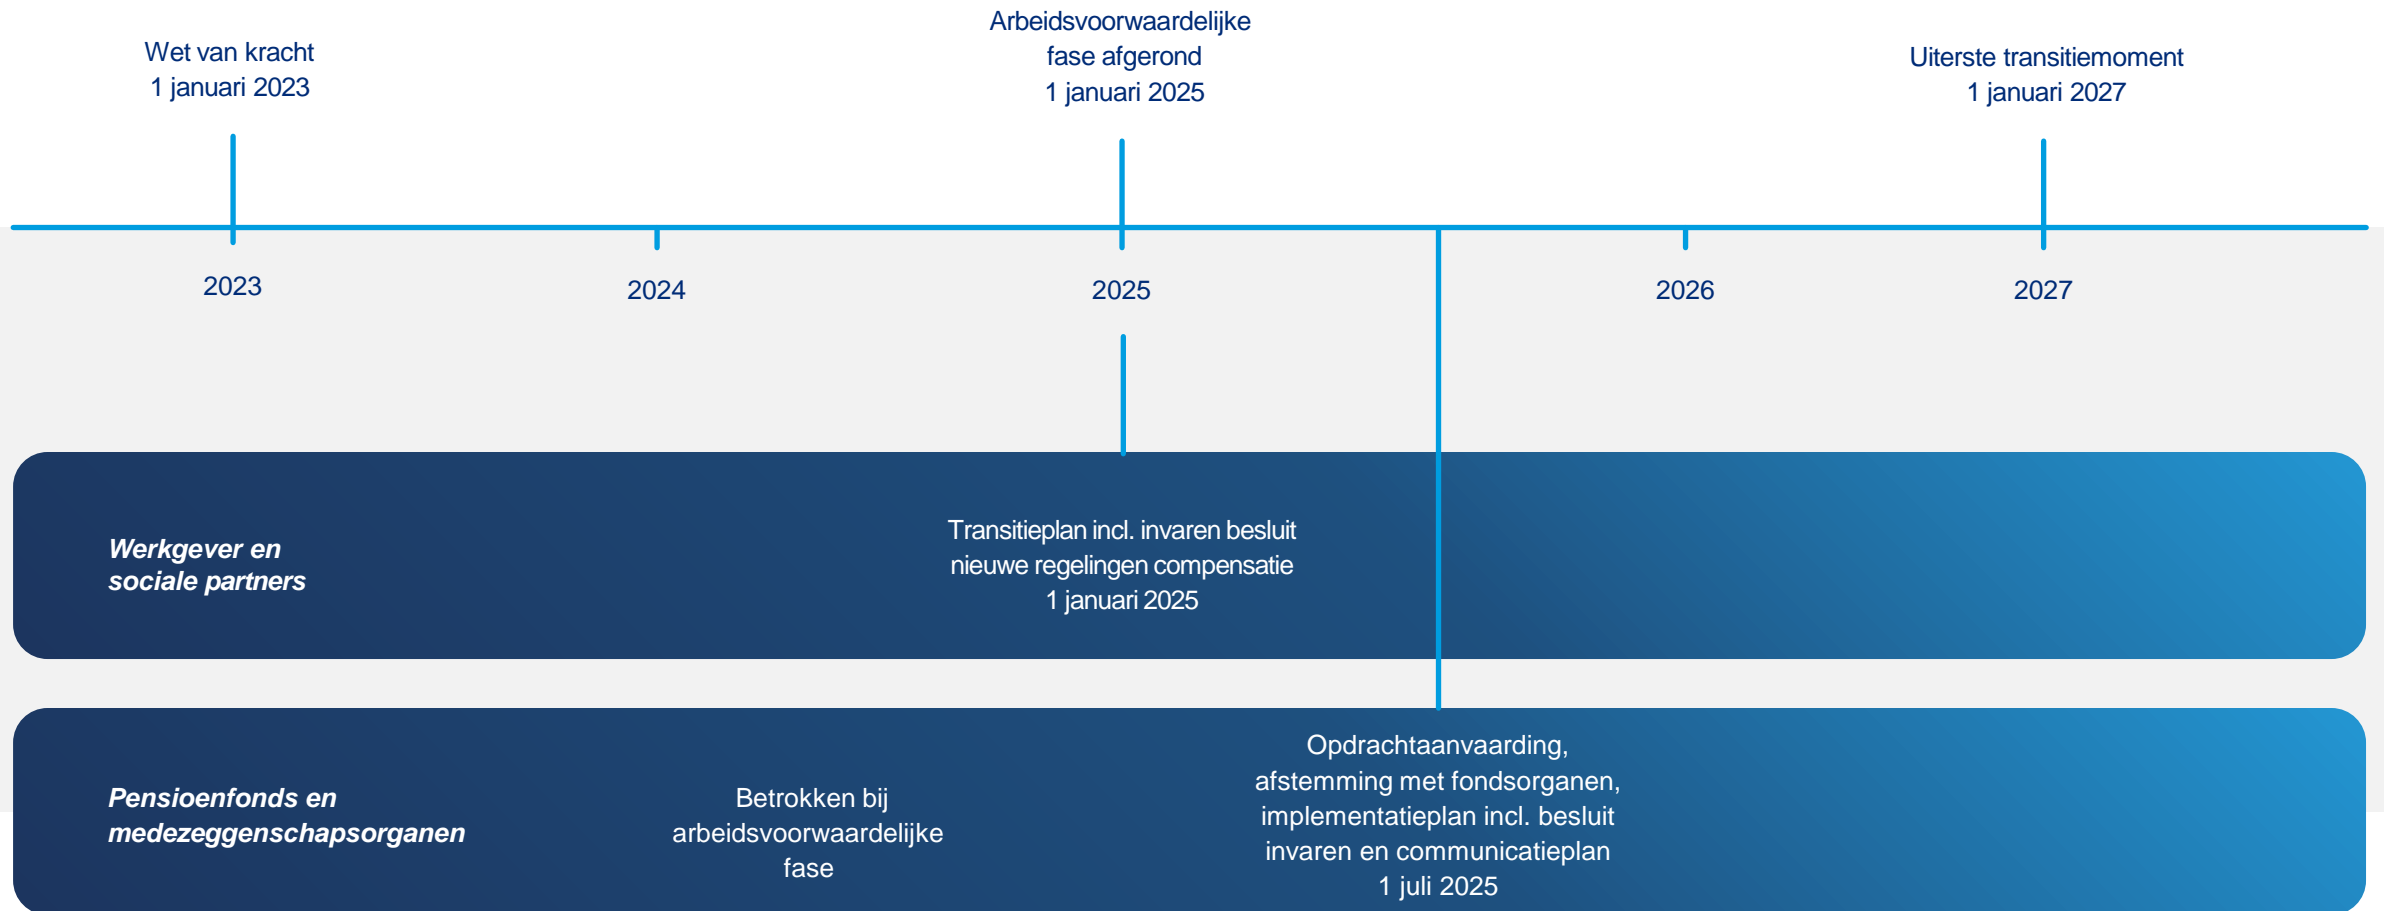 Wet van kracht
1 januari 2023
Arbeidsvoorwaardelijke
fase afgerond
1 januari 2025
Uiterste transitiemoment
1 januari 2027
2023
2024
2025
2026
2027
Werkgever en
sociale partners
Transitieplan incl. invaren besluit
nieuwe regelingen compensatie
1 januari 2025
Pensioenfonds en
medezeggenschapsorganen
Betrokken bij
arbeidsvoorwaardelijke
fase
Opdrachtaanvaarding,
afstemming met fondsorganen,
implementatieplan incl. besluit
invaren en communicatieplan
1 juli 2025